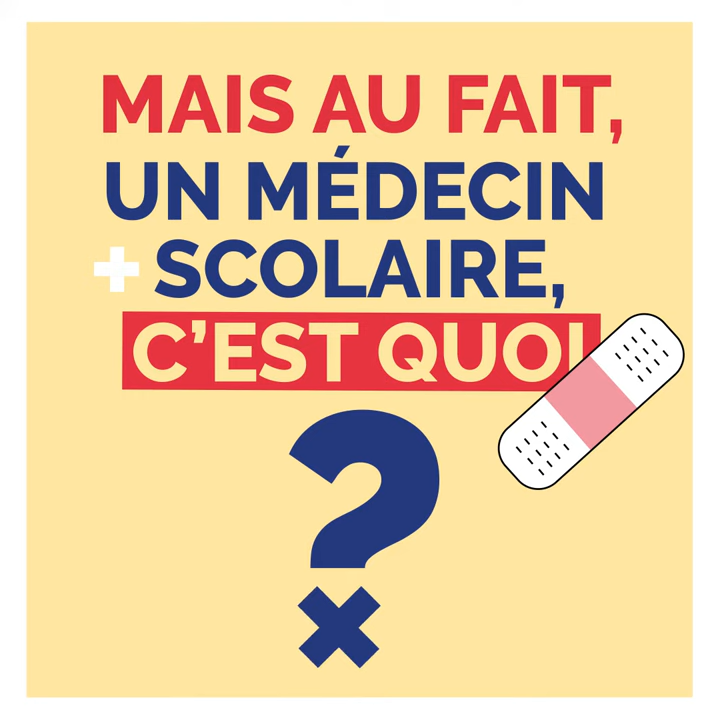 MAIS AU FAIT,
UN MÉDECIN
+ SCOLAIRE,
C'EST QUOI
?